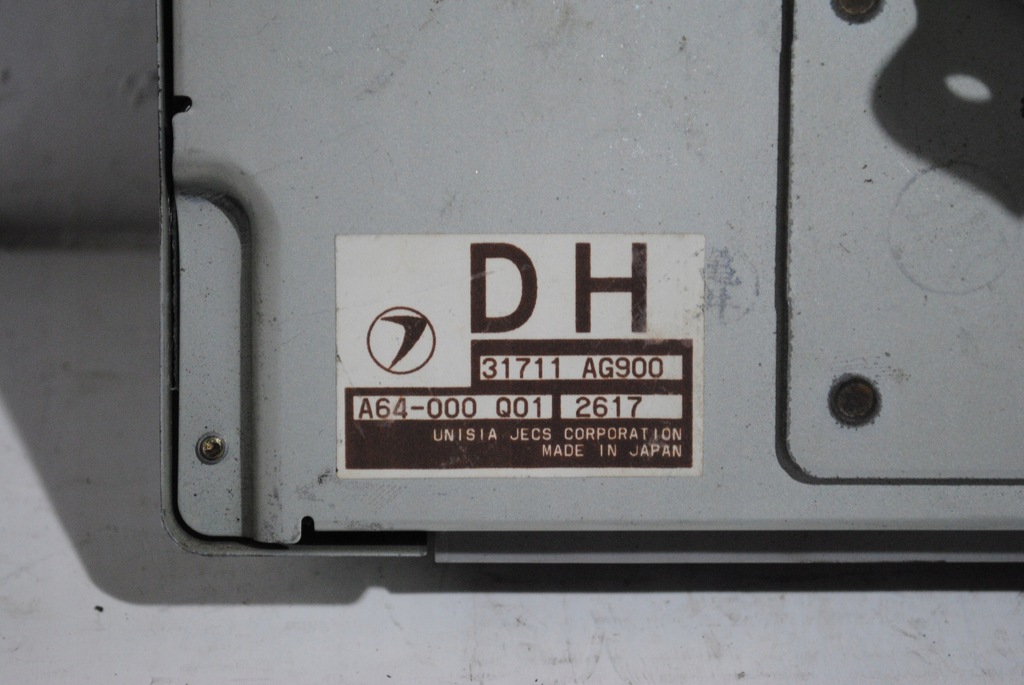 DH
31711 AG900
A64-000 Q01 2617
UNISIA JECS CORPORATION
MADE IN JAPAN